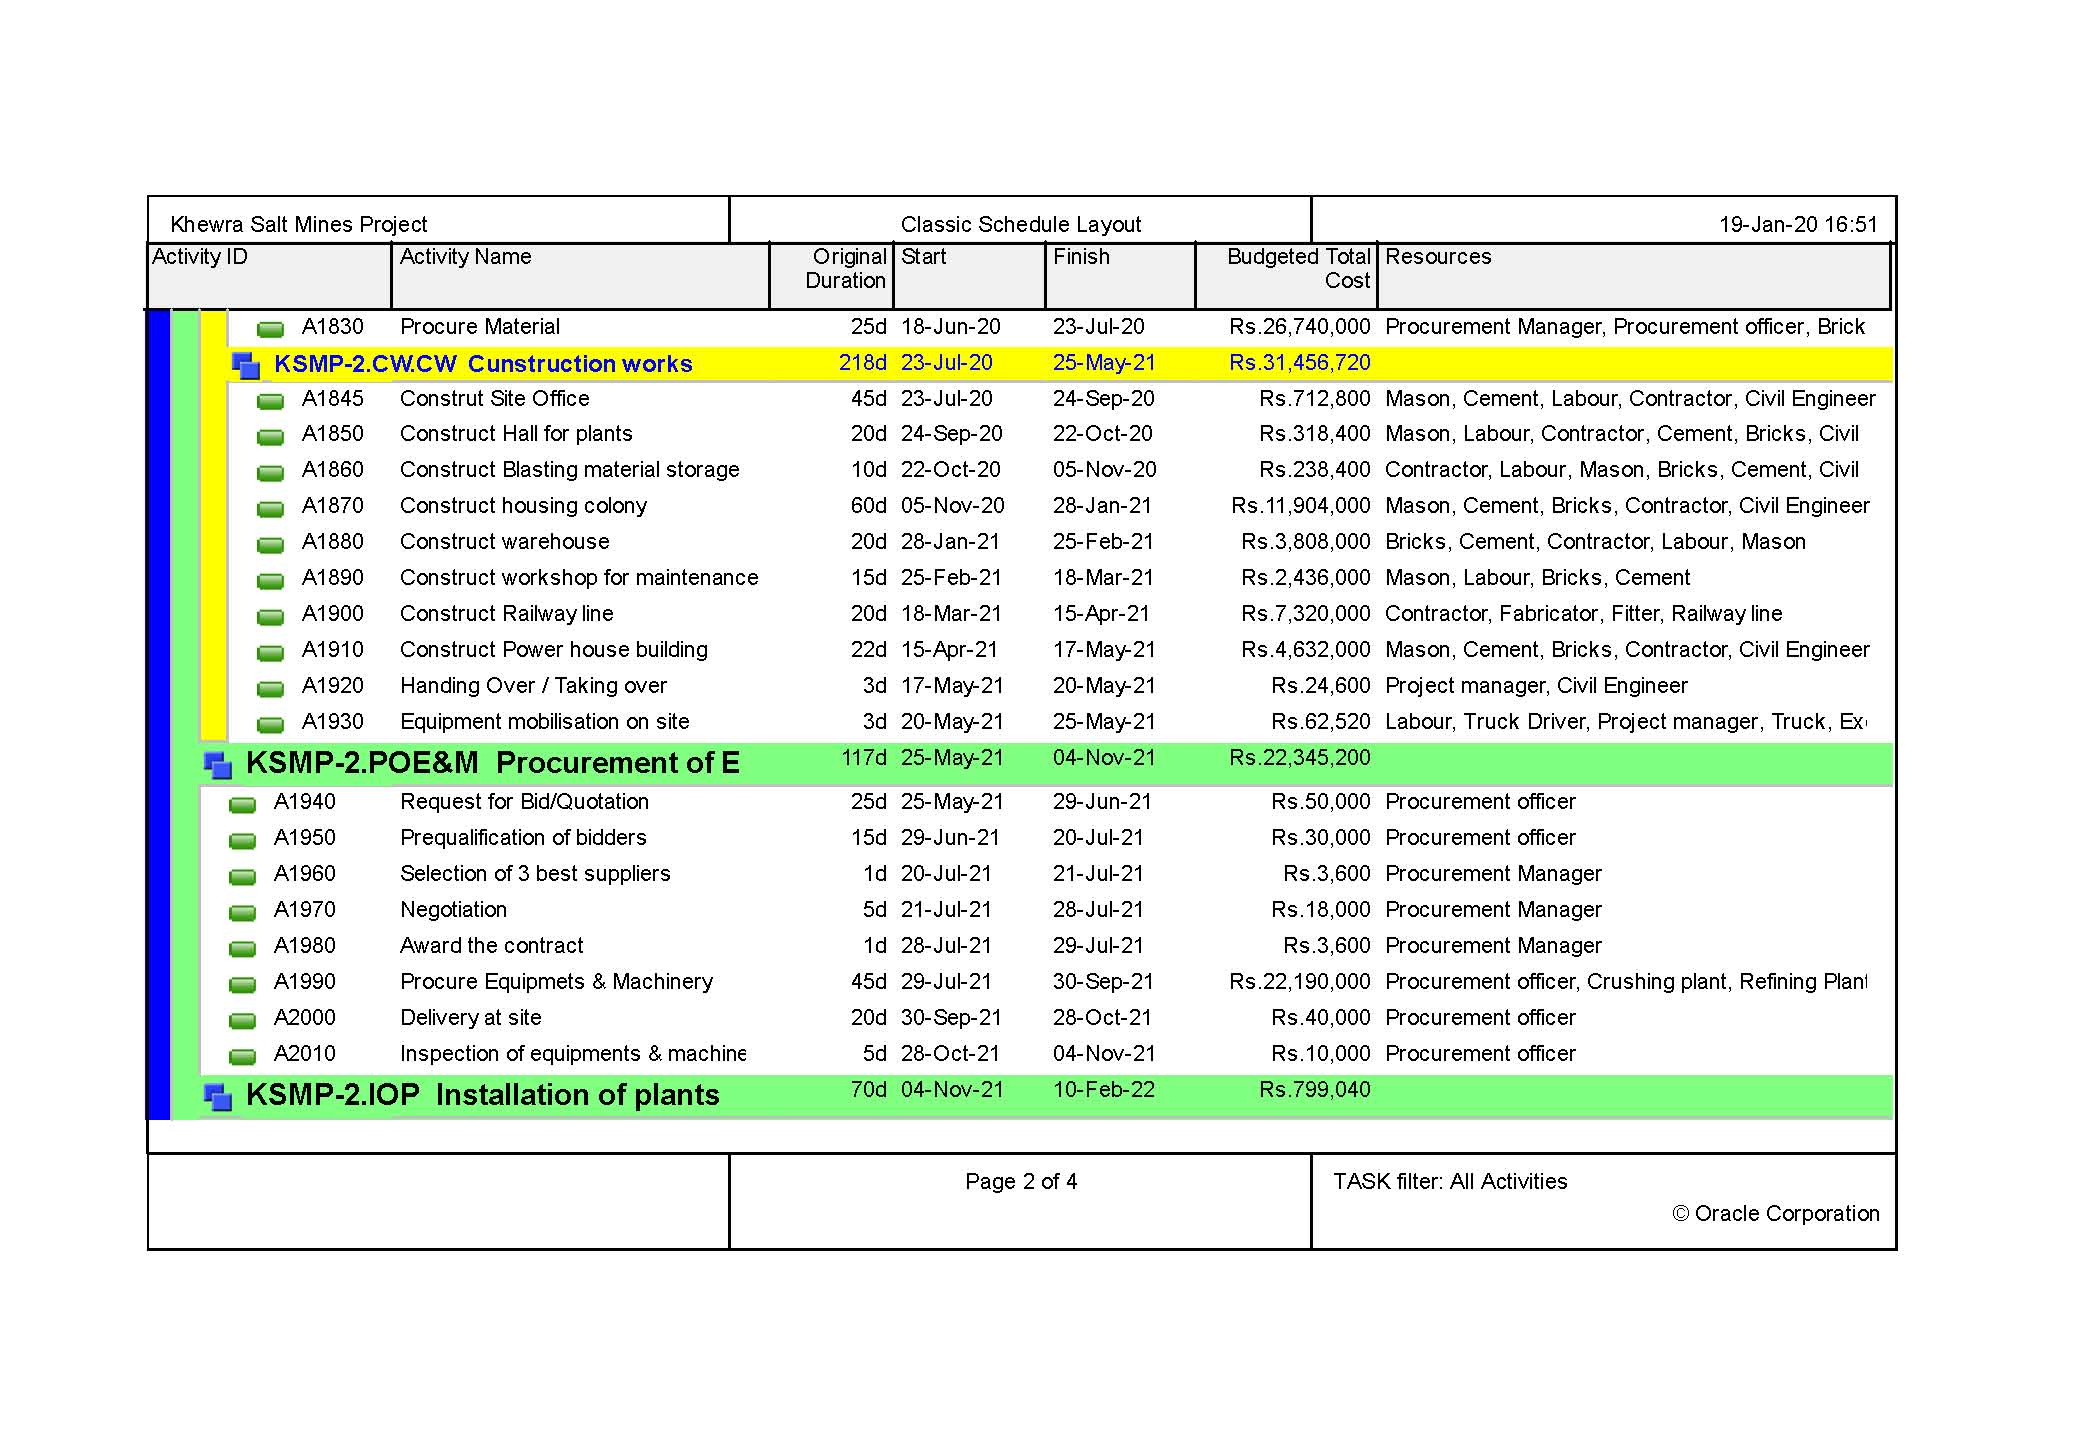 Khewra Salt Mines Project Classic Schedule Layout 19-Jan-20 16:51
Activity ID Activity Name Original Duration Start Finish Budgeted Total Cost Resources
A1830 Procure Material 25d 18-Jun-20 23-Jul-20 Rs.26,740,000 Procurement Manager, Procurement officer, Brick
KSMP-2.CW.CW Cunstruction works 218d 23-Jul-20 25-May-21 Rs.31,456,720
A1845 Construt Site Office 45d 23-Jul-20 24-Sep-20 Rs.712,800 Mason, Cement, Labour, Contractor, Civil Engineer
A1850 Construct Hall for plants 20d 24-Sep-20 22-Oct-20 Rs.318,400 Mason, Labour, Contractor, Cement, Bricks, Civil
A1860 Construct Blasting material storage 10d 22-Oct-20 05-Nov-20 Rs.238,400 Contractor, Labour, Mason, Bricks, Cement, Civil
A1870 Construct housing colony 60d 05-Nov-20 28-Jan-21 Rs.11,904,000 Mason, Cement, Bricks, Contractor, Civil Engineer
A1880 Construct warehouse 20d 28-Jan-21 25-Feb-21 Rs.3,808,000 Bricks, Cement, Contractor, Labour, Mason
A1890 Construct workshop for maintenance 15d 25-Feb-21 18-Mar-21 Rs.2,436,000 Mason, Labour, Bricks, Cement
A1900 Construct Railway line 20d 18-Mar-21 15-Apr-21 Rs.7,320,000 Contractor, Fabricator, Fitter, Railway line
A1910 Construct Power house building 22d 15-Apr-21 17-May-21 Rs.4,632,000 Mason, Cement, Bricks, Contractor, Civil Engineer
A1920 Handing Over / Taking over 3d 17-May-21 20-May-21 Rs.24,600 Project manager, Civil Engineer
A1930 Equipment mobilisation on site 3d 20-May-21 25-May-21 Rs.62,520 Labour, Truck Driver, Project manager, Truck, Ex
KSMP-2.POE&M Procurement of E 117d 25-May-21 04-Nov-21 Rs.22,345,200
A1940 Request for Bid/Quotation 25d 25-May-21 29-Jun-21 Rs.50,000 Procurement officer
A1950 Prequalification of bidders 15d 29-Jun-21 20-Jul-21 Rs.30,000 Procurement officer
A1960 Selection of 3 best suppliers 1d 20-Jul-21 21-Jul-21 Rs.3,600 Procurement Manager
A1970 Negotiation 5d 21-Jul-21 28-Jul-21 Rs.18,000 Procurement Manager
A1980 Award the contract 1d 28-Jul-21 29-Jul-21 Rs.3,600 Procurement Manager
A1990 Procure Equipmets & Machinery 45d 29-Jul-21 30-Sep-21 Rs.22,190,000 Procurement officer, Crushing plant, Refining Plant
A2000 Delivery at site 20d 30-Sep-21 28-Oct-21 Rs.40,000 Procurement officer
A2010 Inspection of equipments & machine 5d 28-Oct-21 04-Nov-21 Rs.10,000 Procurement officer
KSMP-2.IOP Installation of plants 70d 04-Nov-21 10-Feb-22 Rs.799,040
Page 2 of 4 TASK filter: All Activities
© Oracle Corporation